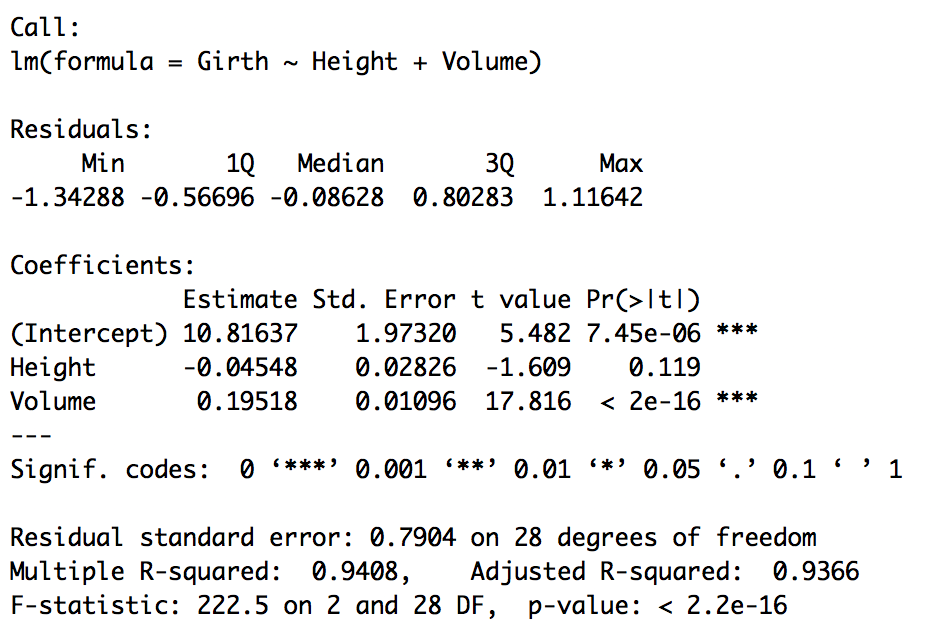 Call:
lm(formula = Girth ~ Height + Volume)
Residuals:
     Min       1Q   Median       3Q      Max
-1.34288 -0.56696 -0.08628  0.80283  1.11642
Coefficients:
            Estimate Std. Error t value Pr(>|t|)
(Intercept) 10.81637    1.97320   5.482 7.45e-06 ***
Height      -0.04548    0.02826  -1.609    0.119
Volume       0.19518    0.01096  17.816  < 2e-16 ***
---
Signif. codes:  0 ‘***’ 0.001 ‘**’ 0.01 ‘*’ 0.05 ‘.’ 0.1 ‘ ’ 1
Residual standard error: 0.7904 on 28 degrees of freedom
Multiple R-squared:  0.9408,    Adjusted R-squared:  0.9366
F-statistic: 222.5 on 2 and 28 DF,  p-value: < 2.2e-16